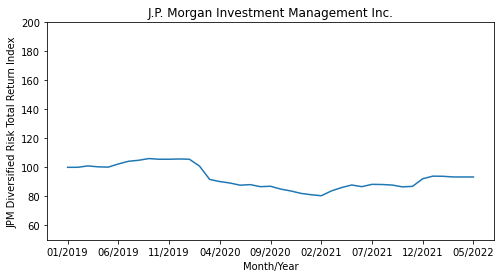 J.P. Morgan Investment Management Inc.
JPM Diversified Risk Total Return Index
200
180
160
140
120
100
80
60
01/2019 06/2019 11/2019 04/2020 09/2020 02/2021 07/2021 12/2021 05/2022
Month/Year